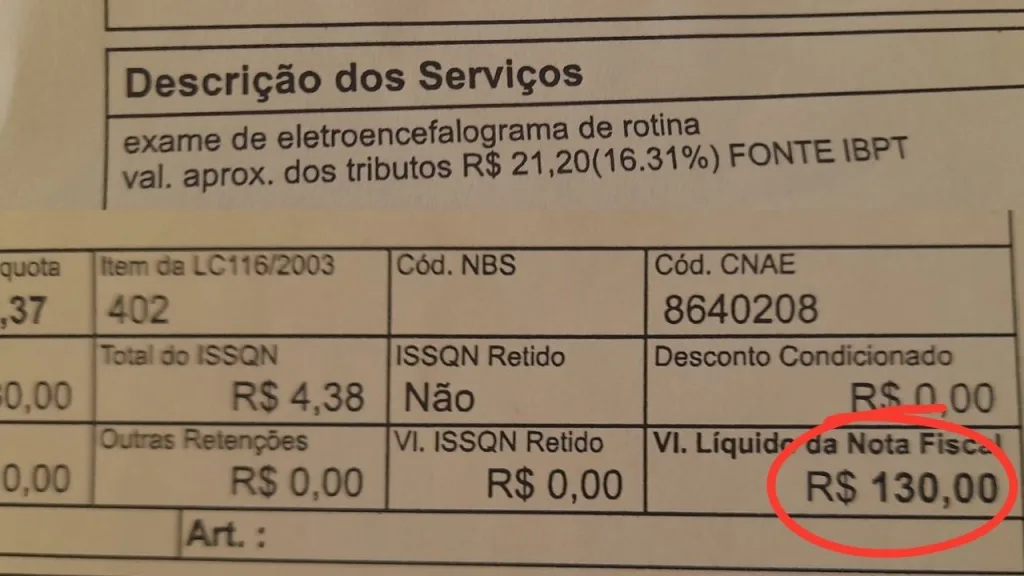 Descrição dos Serviços
exame de eletroencefalograma de rotina
val. aprox. dos tributos R$ 21,20(16.31%) FONTE IBPT
quota Item da LC116/2003 Cód. NBS Cód. CNAE
,37 402 8640208
Total do ISSQN ISSQN Retido Desconto Condicionado
0,00 R$ 4,38 Não R$ 0,00
Outras Retenções Vl. ISSQN Retido Vl. Líquido da Nota Fiscal
0,00 R$ 0,00 R$ 0,00 R$ 130,00
Art. :